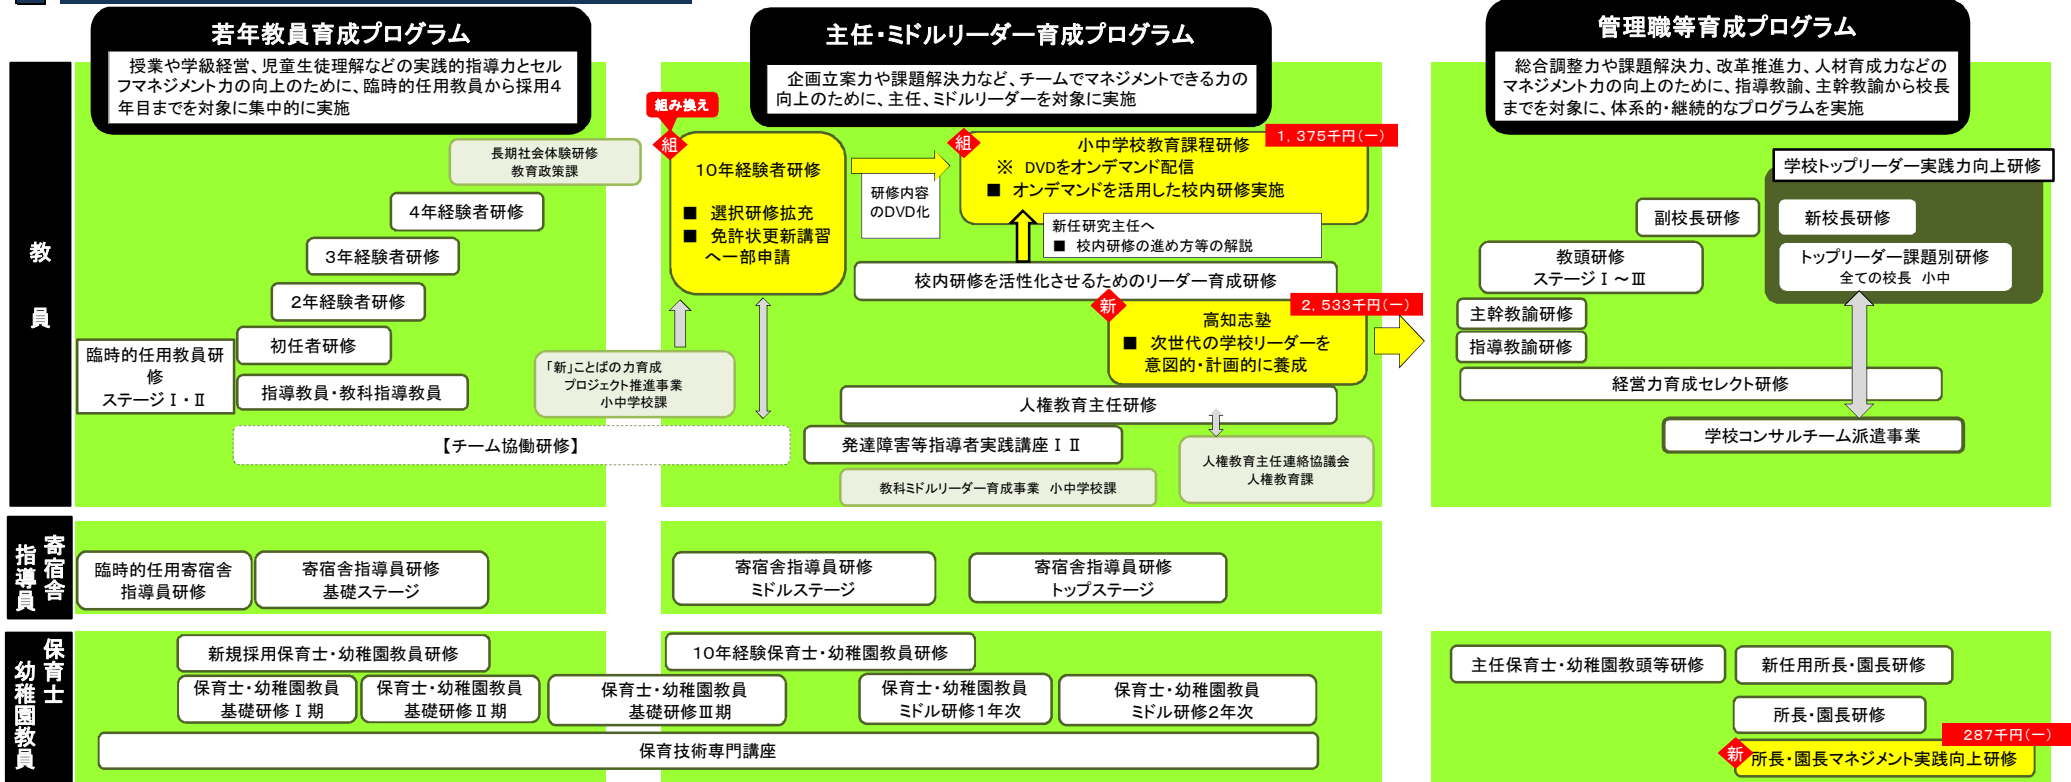 若年教員育成プログラム
授業や学級経営、児童生徒理解などの実践的指導力とセル
フマネジメント力の向上のために、臨時的任用教員から採用4
年目までを対象に集中的に実施
主任・ミドルリーダー育成プログラム
企画立案力や課題解決力など、チームでマネジメントできる力の
向上のために、主任、ミドルリーダーを対象に実施
管理職等育成プログラム
総合調整力や課題解決力、改革推進力、人材育成力などの
マネジメント力の向上のために、指導教諭、主幹教諭から校長
までを対象に、体系的・継続的なプログラムを実施
教員
長期社会体験研修
教育政策課
4年経験者研修
3年経験者研修
2年経験者研修
初任者研修
臨時的任用教員研
修
ステージⅠ・Ⅱ
指導教員・教科指導教員
【チーム協働研修】
「新」ことばの力育成
プロジェクト推進事業
小中学校課
組み換え
組
10年経験者研修
■ 選択研修拡充
■ 免許状更新講習
へ一部申請
研修内容
のDVD化
組
小中学校教育課程研修
1,375千円(ー)
※ DVDをオンデマンド配信
■ オンデマンドを活用した校内研修実施
新任研究主任へ
■ 校内研修の進め方等の解説
校内研修を活性化させるためのリーダー育成研修
新
2,533千円(ー)
高知志塾
■ 次世代の学校リーダーを
意図的・計画的に養成
人権教育主任研修
発達障害等指導者実践講座ⅠⅡ
教科ミドルリーダー育成事業 小中学校課
人権教育主任連絡協議会
人権教育課
学校トップリーダー実践力向上研修
副校長研修
新校長研修
教頭研修
ステージⅠ～Ⅲ
トップリーダー課題別研修
全ての校長 小中
主幹教諭研修
指導教諭研修
経営力育成セレクト研修
学校コンサルチーム派遣事業
寄宿舎
指導員
臨時的任用寄宿舎
指導員研修
寄宿舎指導員研修
基礎ステージ
寄宿舎指導員研修
ミドルステージ
寄宿舎指導員研修
トップステージ
保育士
幼稚園教員
新規採用保育士・幼稚園教員研修
10年経験保育士・幼稚園教員研修
保育士・幼稚園教員
基礎研修Ⅰ期
保育士・幼稚園教員
基礎研修Ⅱ期
保育士・幼稚園教員
基礎研修Ⅲ期
保育士・幼稚園教員
ミドル研修1年次
保育士・幼稚園教員
ミドル研修2年次
保育技術専門講座
主任保育士・幼稚園教頭等研修
新任用所長・園長研修
所長・園長研修
287千円(ー)
新
所長・園長マネジメント実践向上研修